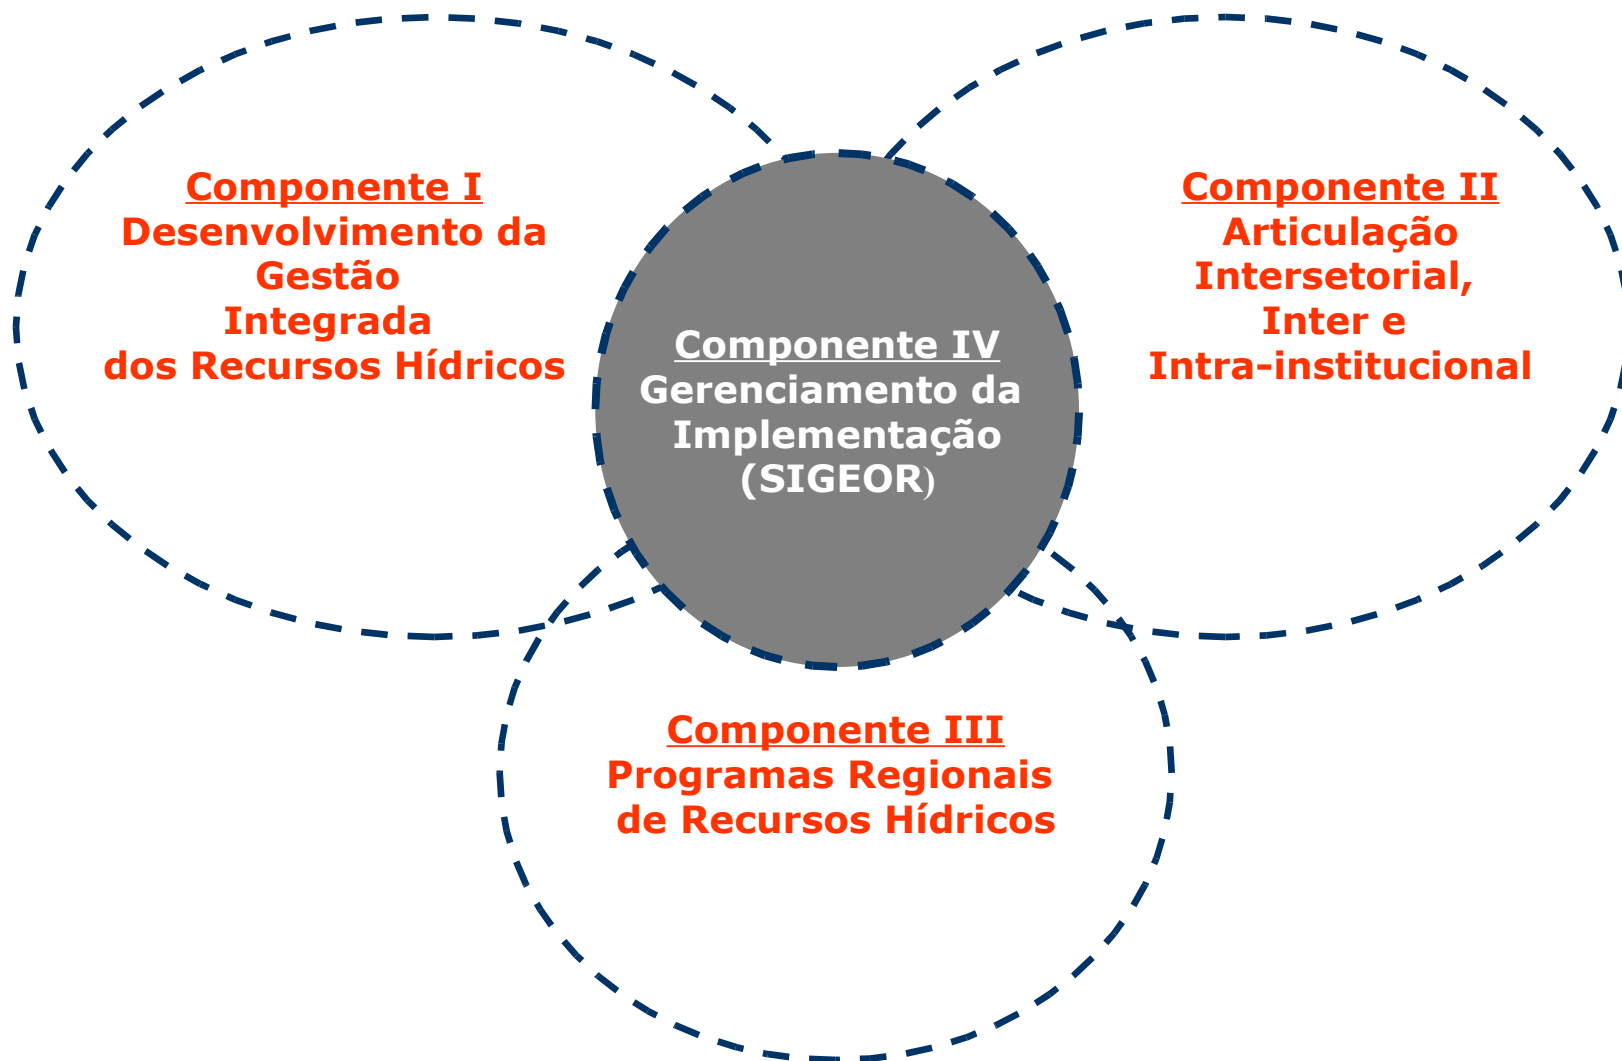 Componente I
Desenvolvimento da
Gestão
Integrada
dos Recursos Hídricos
Componente II
Articulação
Intersetorial,
Inter e
Intra-institucional
Componente IV
Gerenciamento da
Implementação
(SIGEOR)
Componente III
Programas Regionais
de Recursos Hídricos